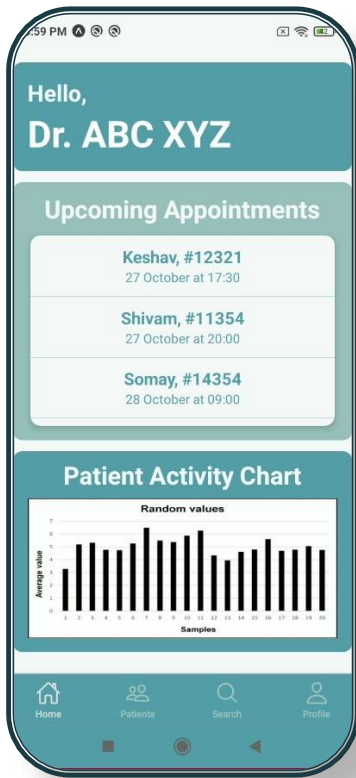 :59 PM
42
Hello,
Dr. ABC XYZ
Upcoming Appointments
Keshav, #12321
27 October at 17:30
Shivam, #11354
27 October at 20:00
Somay, #14354
28 October at 09:00
Patient Activity Chart
Random values
7
6
5
4
3
2
1
0
Average value
1 2 3 4 5 6 7 8 9 10 11 12 13 14 15 16 17 18 19 20
Samples
Home Patients Search Profile